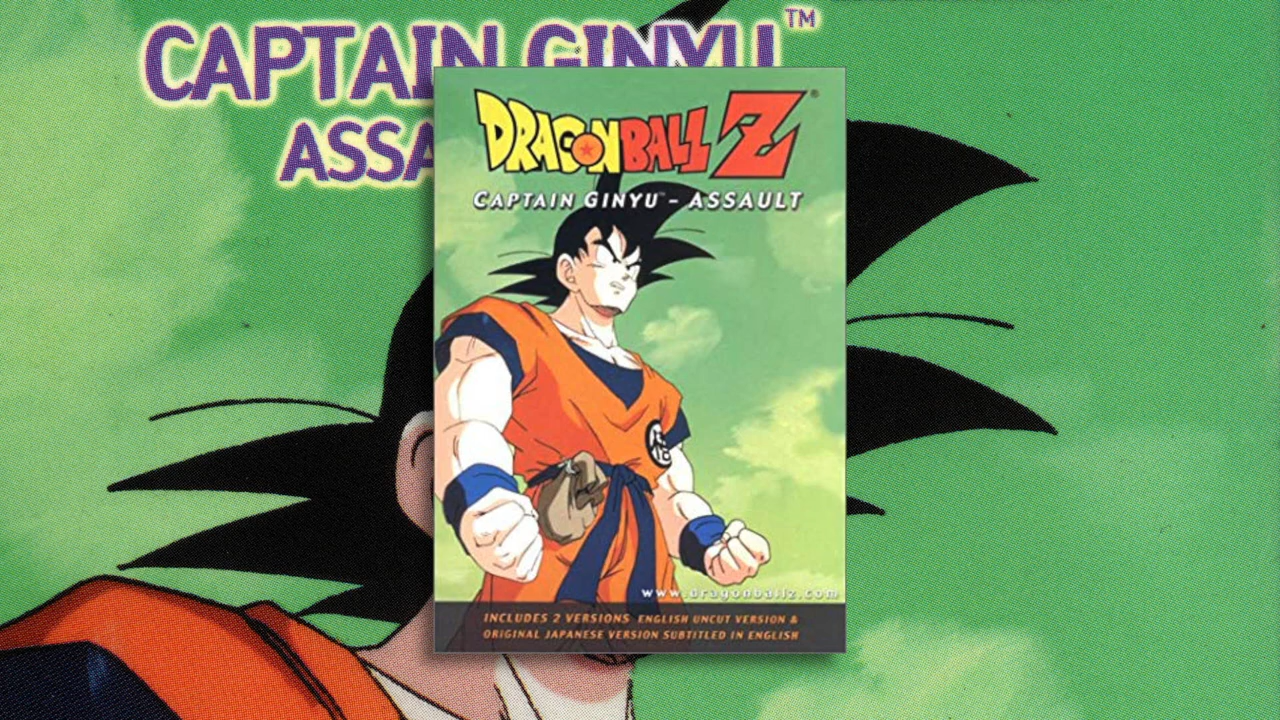 CAPTAIN GINYU™
ASSA
DRAGON BALL Z®
CAPTAIN GINYU™ - ASSAULT
www.dragonballz.com
INCLUDES 2 VERSIONS ENGLISH UNCUT VERSION &
ORIGINAL JAPANESE VERSION SUBTITLED IN ENGLISH